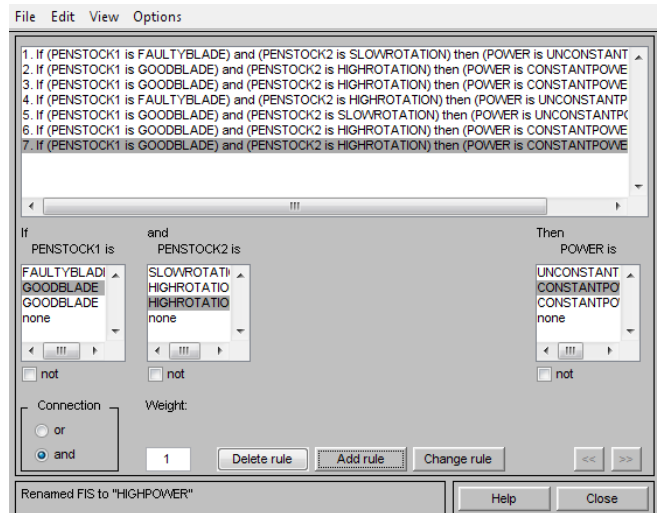 File Edit View Options
1. If (PENSTOCK1 is FAULTYBLADE) and (PENSTOCK2 is SLOWROTATION) then (POWER is UNCONSTANT
2. If (PENSTOCK1 is GOODBLADE) and (PENSTOCK2 is HIGHROTATION) then (POWER is CONSTANTPOWE
3. If (PENSTOCK1 is GOODBLADE) and (PENSTOCK2 is HIGHROTATION) then (POWER is CONSTANTPOWE
4. If (PENSTOCK1 is FAULTYBLADE) and (PENSTOCK2 is HIGHROTATION) then (POWER is UNCONSTANTP
5. If (PENSTOCK1 is GOODBLADE) and (PENSTOCK2 is SLOWROTATION) then (POWER is UNCONSTANTP(
6. If (PENSTOCK1 is GOODBLADE) and (PENSTOCK2 is HIGHROTATION) then (POWER is CONSTANTPOWE
7. If (PENSTOCK1 is GOODBLADE) and (PENSTOCK2 is HIGHROTATION) then (POWER is CONSTANTPOWE
If and Then
PENSTOCK1 is PENSTOCK2 is POWER is
FAULTYBLADI SLOWROTATI UNCONSTANT
GOODBLADE HIGHROTATIO CONSTANTPO
GOODBLADE HIGHROTATIO CONSTANTPO
none none none
not not not
Connection Weight:
or
and 1 Delete rule Add rule Change rule << >>
Renamed FIS to "HIGHPOWER" Help Close